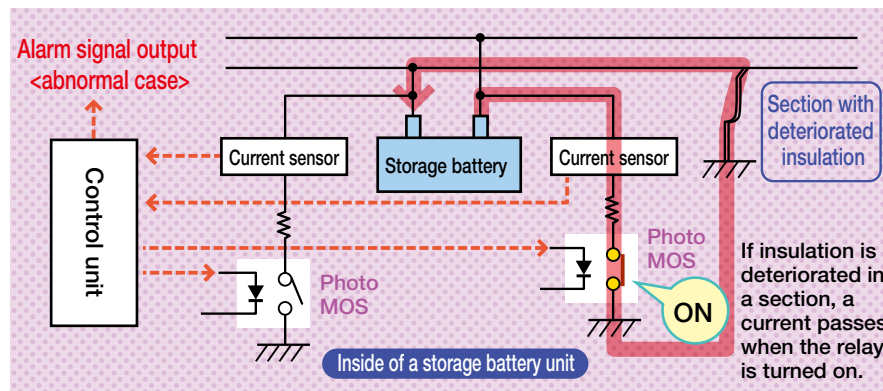 Alarm signal output
<abnormal case>
Control unit
Current sensor
Storage battery
Current sensor
Section with
deteriorated
insulation
Photo
MOS
Photo
MOS
ON
If insulation is
deteriorated in
a section, a
current passes
when the relay
is turned on.
Inside of a storage battery unit